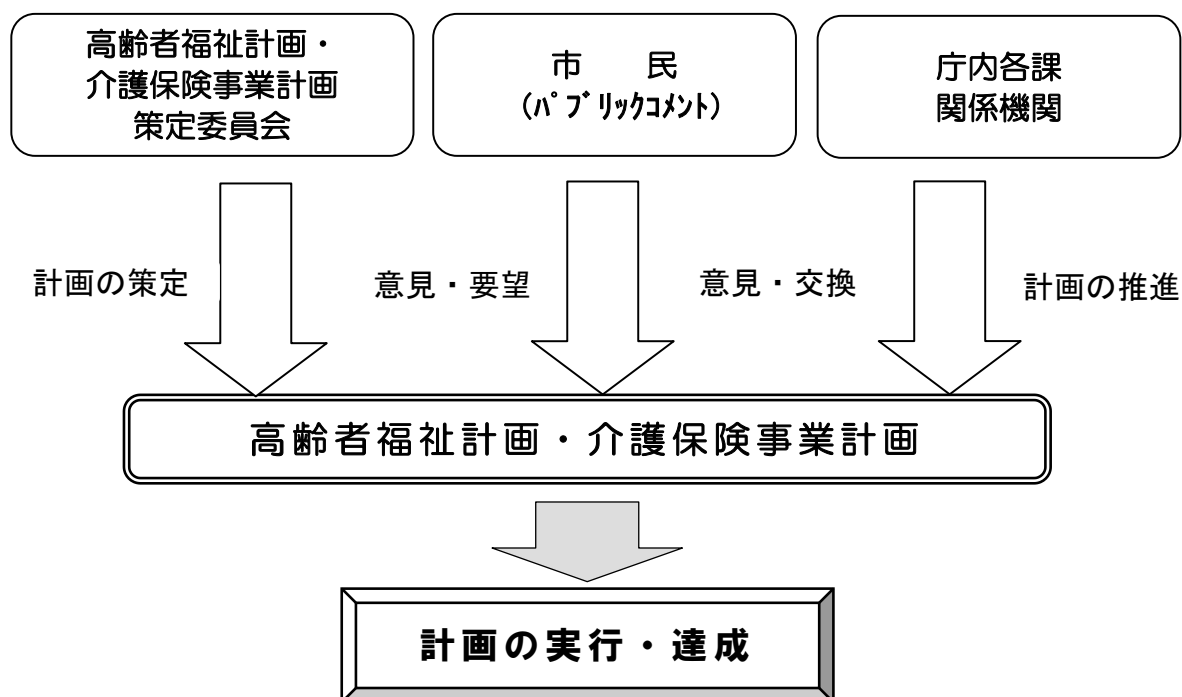 高齢者福祉計画・
介護保険事業計画
策定委員会
市　　民
(ﾊﾟﾌﾞﾘｯｸｺﾒﾝﾄ)
庁内各課
関係機関
計画の策定
意見・要望
意見・交換
計画の推進
高齢者福祉計画・介護保険事業計画
計画の実行・達成